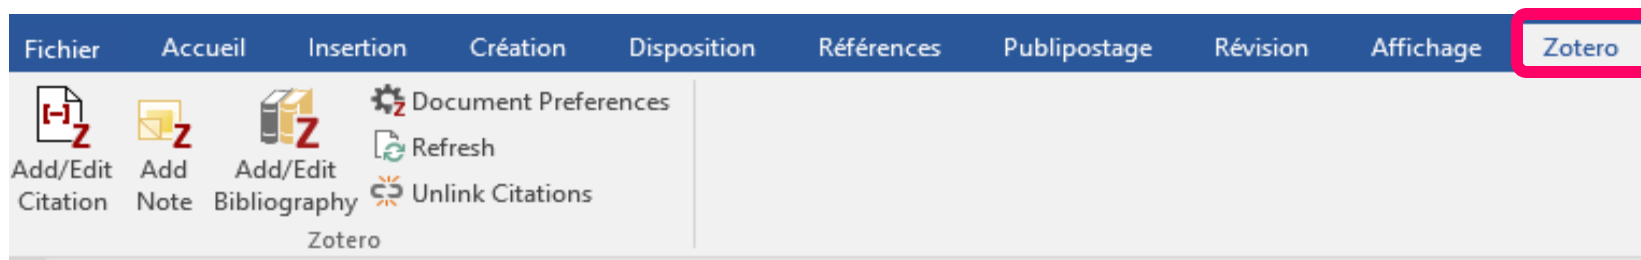 Fichier Accueil Insertion Création Disposition Références Publipostage Révision Affichage Zotero
Add/Edit Citation
Add Note
Add/Edit Bibliography
Document Preferences
Refresh
Unlink Citations
Zotero